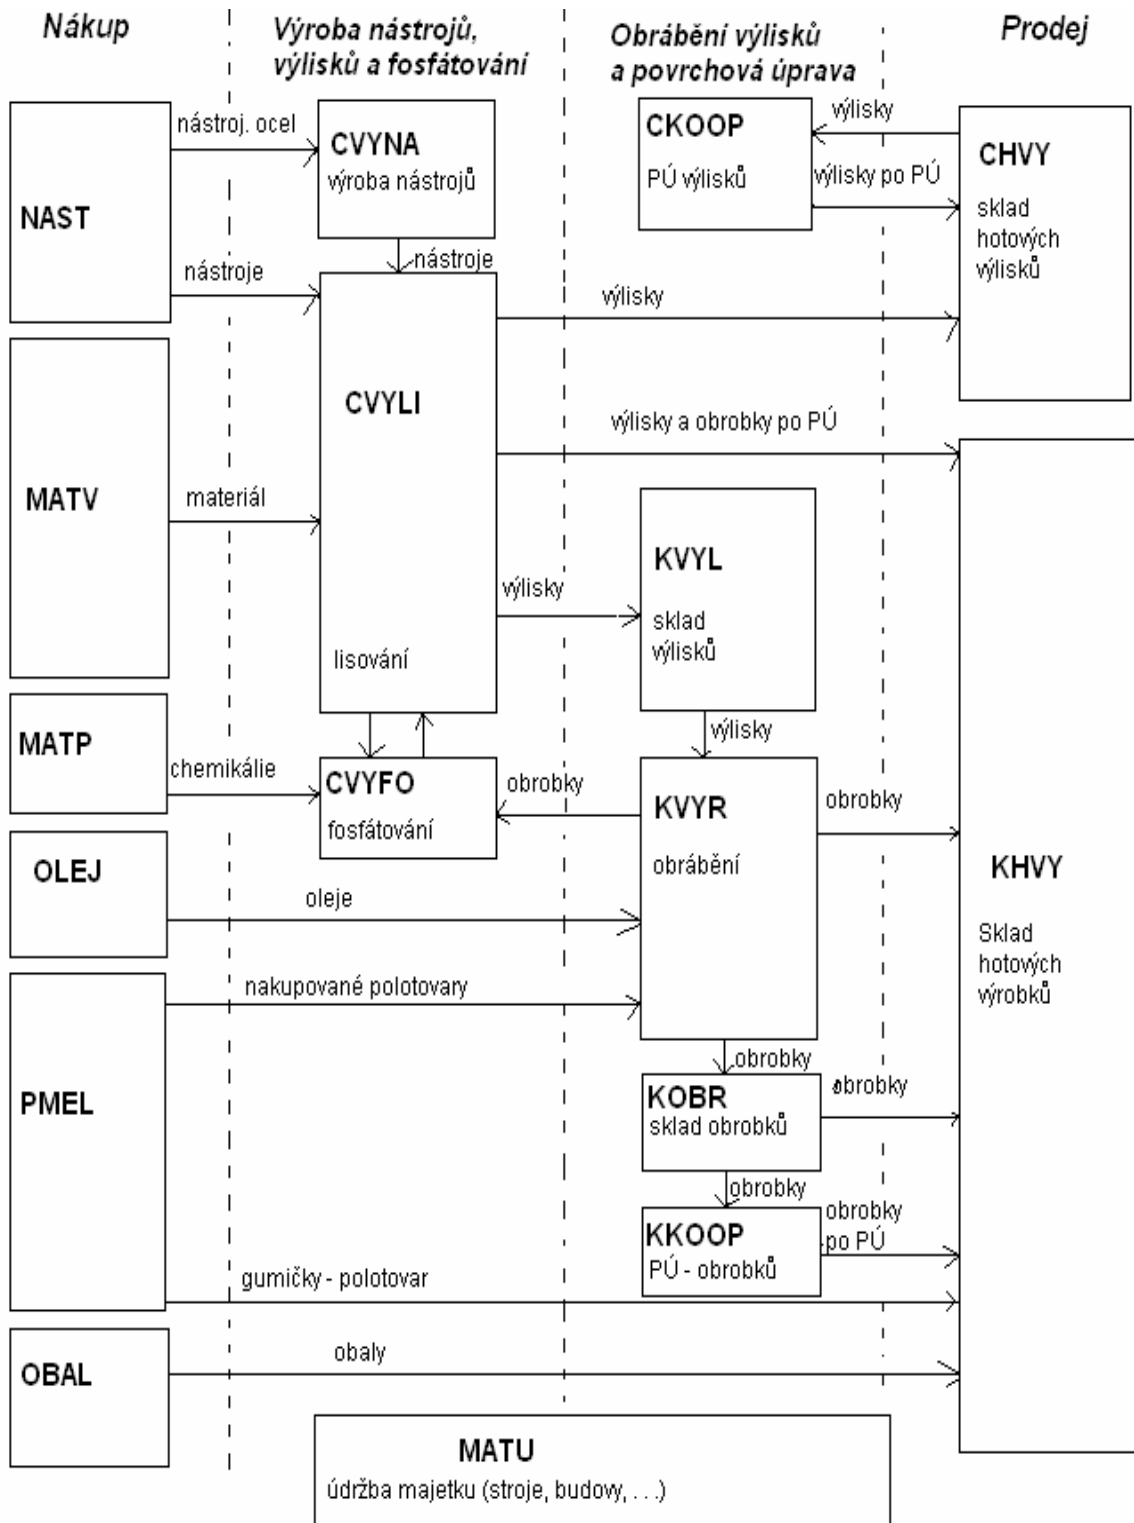 Nákup
Výroba nástrojů,
výlisků a fosfátování
Obrábění výlisků
a povrchová úprava
Prodej
NAST
nástroj. ocel
CVYNA
výroba nástrojů
nástroje
nástroje
CKOOP
PÚ výlisků
výlisky
výlisky po PÚ
CHVY
sklad
hotových
výlisků
MATV
materiál
CVYLI
lisování
výlisky
výlisky a obrobky po PÚ
výlisky
KVYL
sklad
výlisků
výlisky
MATP
chemikálie
CVYFO
fosfátování
obrobky
KVYR
obrábění
obrobky
KHVY
Sklad
hotových
výrobků
OLEJ
oleje
PMEL
nakupované polotovary
obrobky
KOBR
sklad obrobků
obrobky
obrobky
KKOOP
PÚ - obrobků
obrobky
po PÚ
gumičky - polotovar
OBAL
obaly
MATU
údržba majetku (stroje, budovy, . . .)